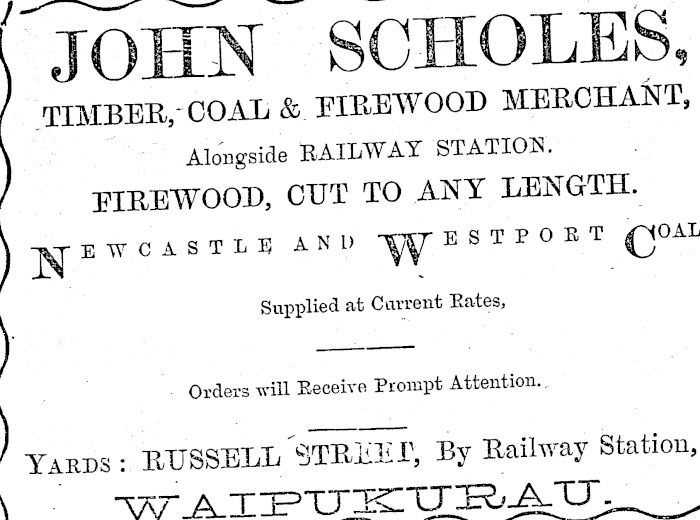 JOHN SCHOLES,
TIMBER, COAL & FIREWOOD MERCHANT,
Alongside RAILWAY STATION.
FIREWOOD, CUT TO ANY LENGTH.
NEWCASTLE AND WESTPORT COAL
Supplied at Current Rates,
Orders will Receive Prompt Attention.
YARDS: RUSSELL STREET, By Railway Station,
WAIPUKURAU.